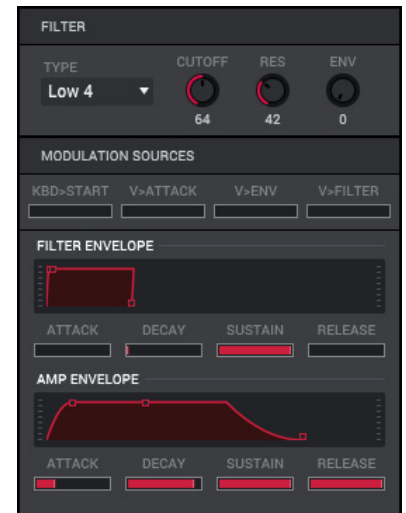 FILTER
TYPE CUTOFF RES ENV
Low 4
64 42 0
MODULATION SOURCES
KBD>START V>ATTACK V>ENV V>FILTER
FILTER ENVELOPE
ATTACK DECAY SUSTAIN RELEASE
AMP ENVELOPE
ATTACK DECAY SUSTAIN RELEASE